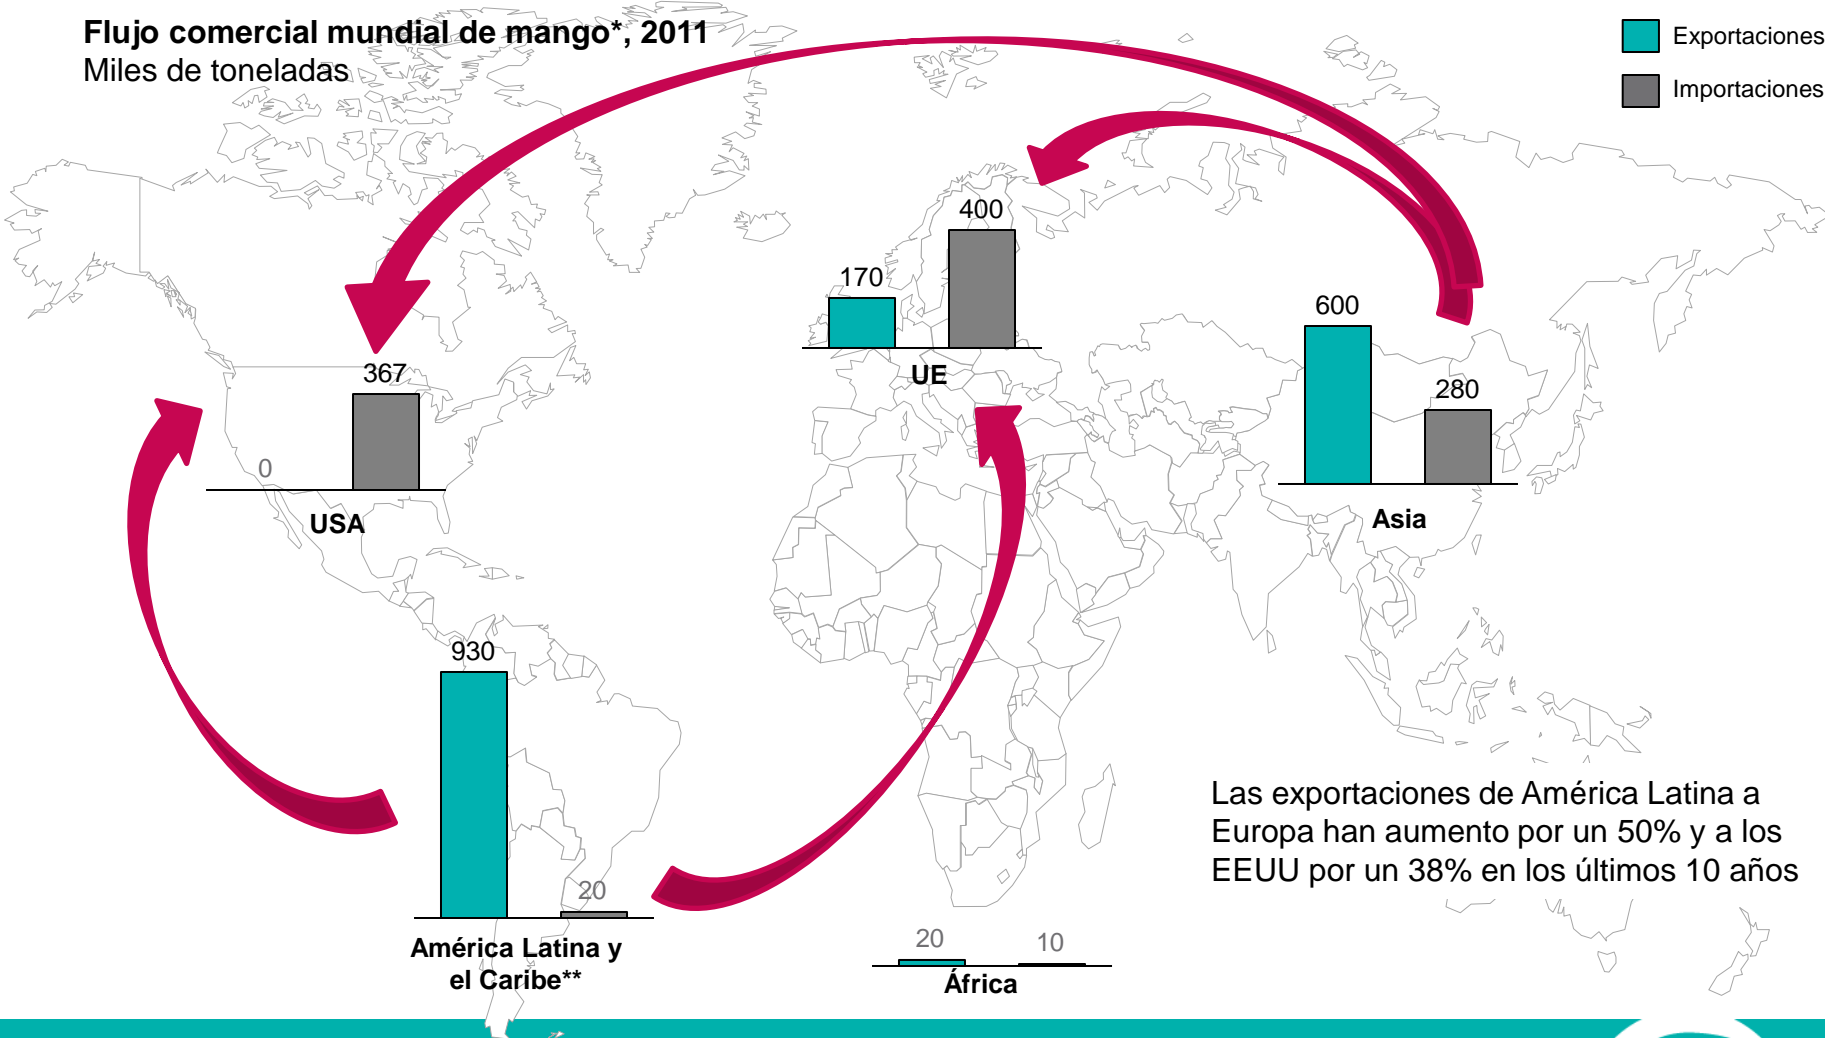 Flujo comercial mundial de mango*, 2011
Miles de toneladas
Exportaciones
Importaciones
400
170
UE
600
280
Asia
367
0
USA
930
20
América Latina y
el Caribe**
20
10
África
Las exportaciones de América Latina a
Europa han aumento por un 50% y a los
EEUU por un 38% en los últimos 10 años